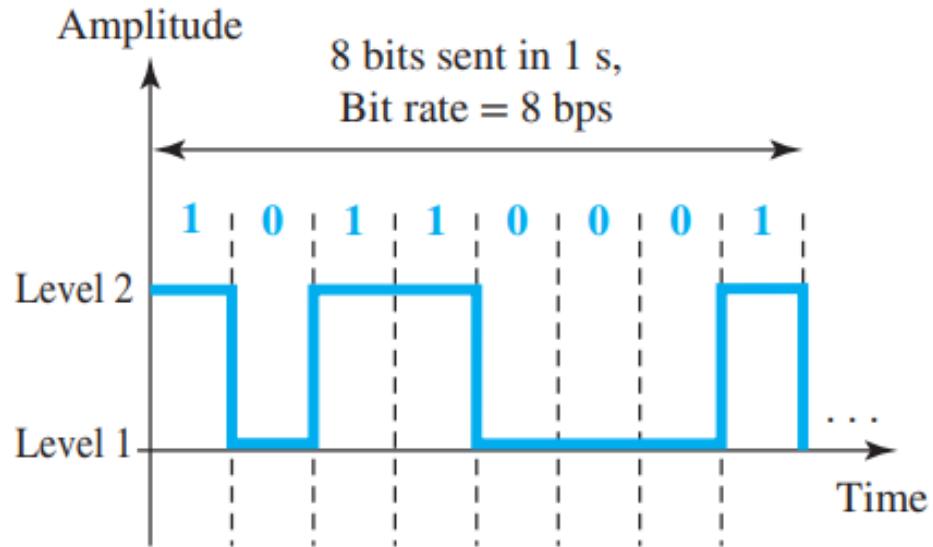 Amplitude
8 bits sent in 1 s,
Bit rate = 8 bps
1 0 1 1 0 0 0 1
Level 2
Level 1
. . .
Time